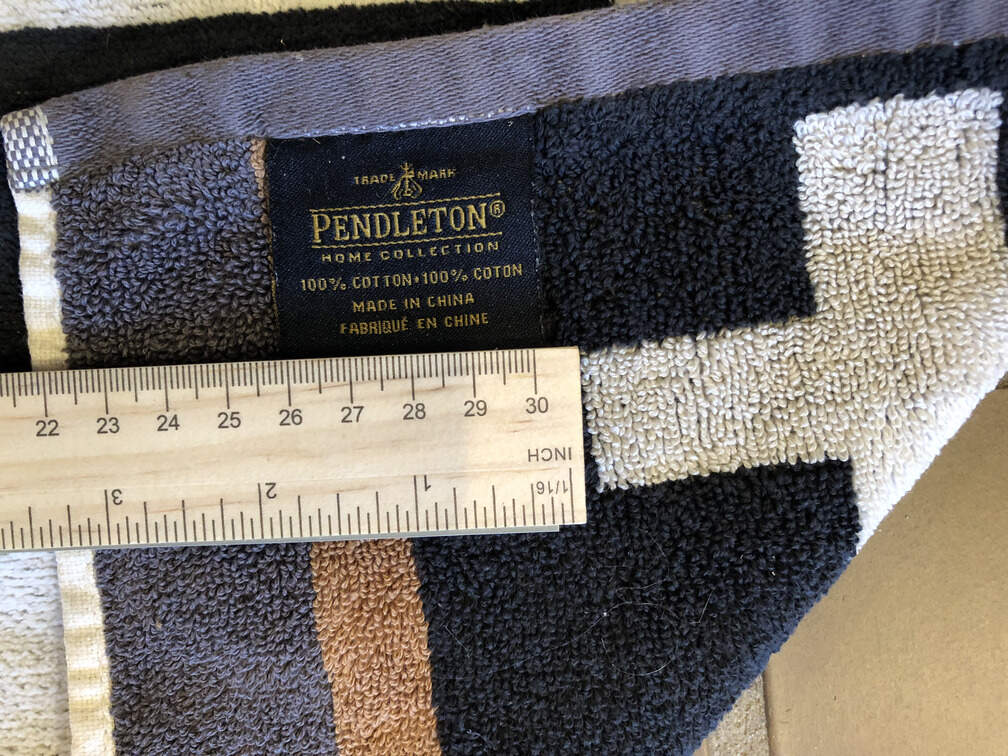 TRADE MARK
PENDLETON®
HOME COLLECTION
100% COTTON•100% COTON
MADE IN CHINA
FABRIQUÉ EN CHINE
22 23 24 25 26 27 28 29 30
INCH
3 2 1 1/16